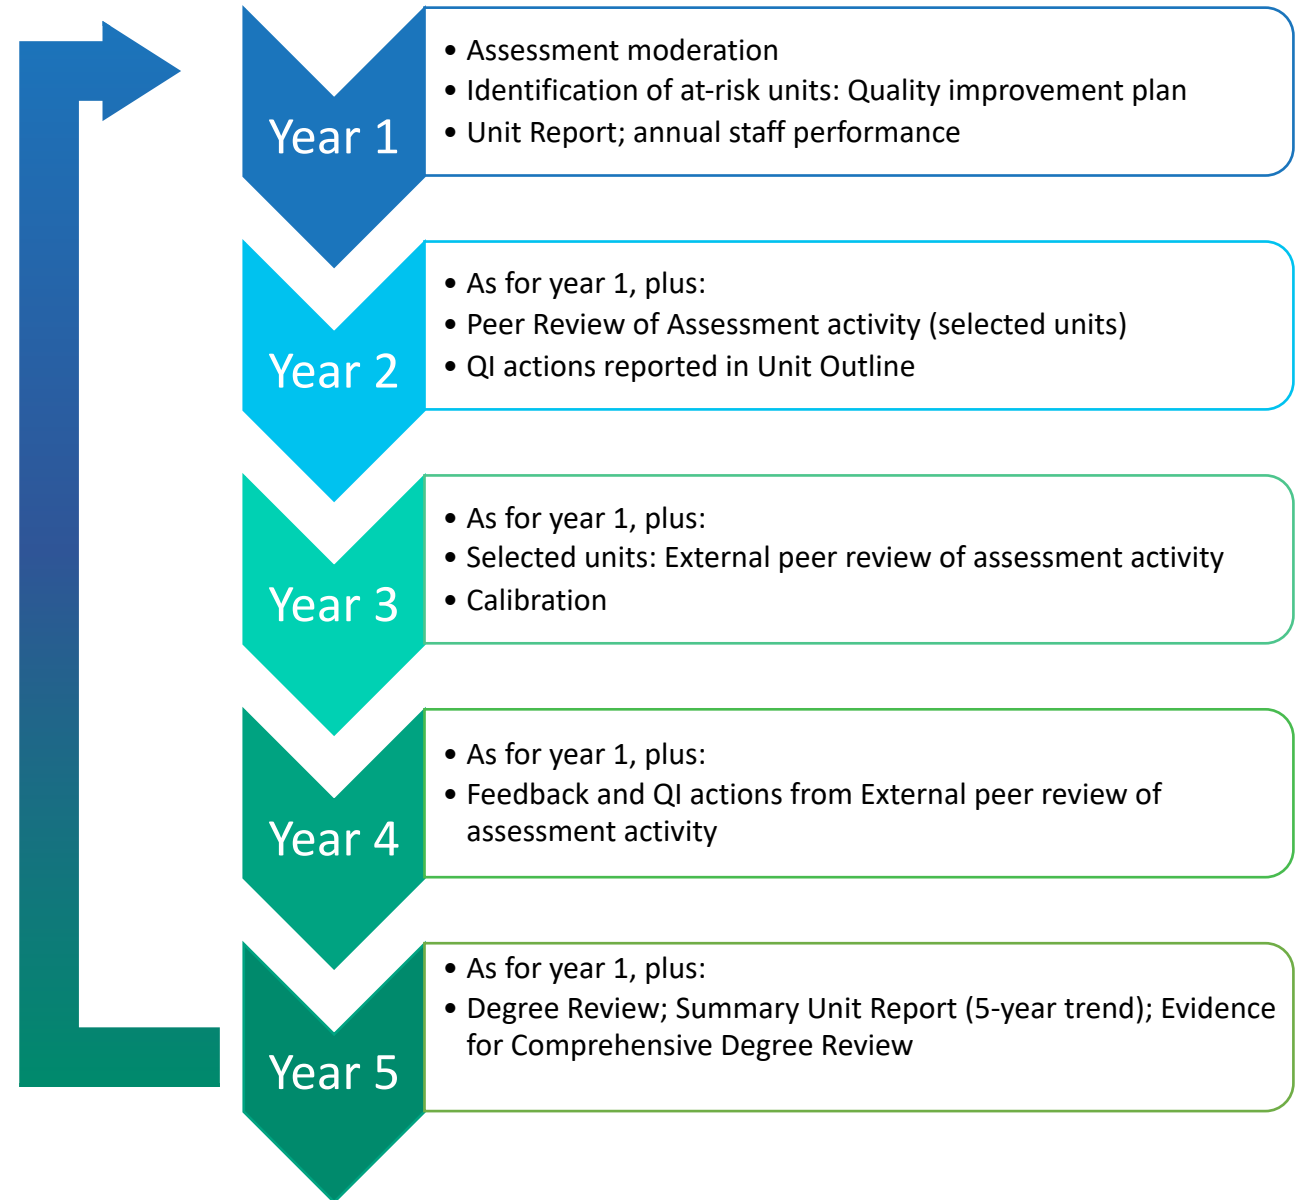 Year 1
• Assessment moderation
• Identification of at-risk units: Quality improvement plan
• Unit Report; annual staff performance
Year 2
• As for year 1, plus:
• Peer Review of Assessment activity (selected units)
• QI actions reported in Unit Outline
Year 3
• As for year 1, plus:
• Selected units: External peer review of assessment activity
• Calibration
Year 4
• As for year 1, plus:
• Feedback and QI actions from External peer review of
assessment activity
Year 5
• As for year 1, plus:
• Degree Review; Summary Unit Report (5-year trend); Evidence
for Comprehensive Degree Review